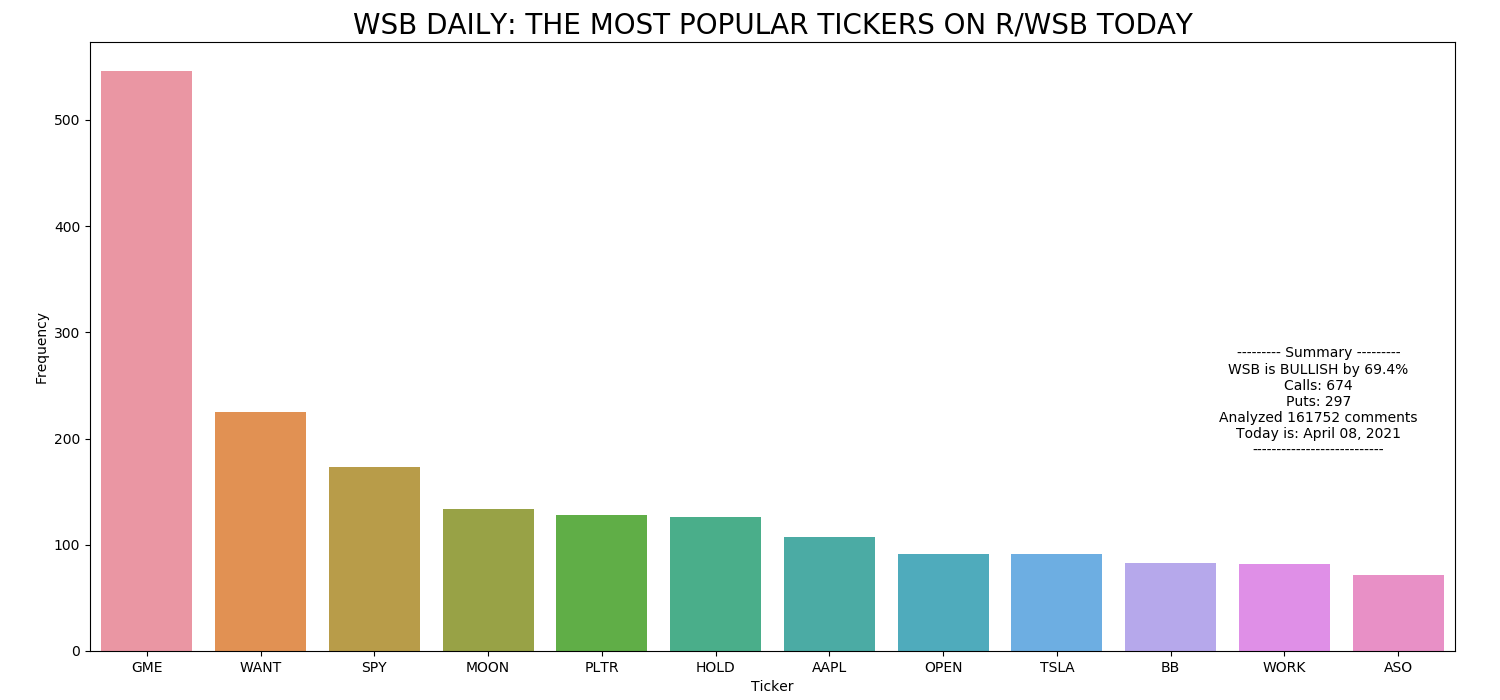 WSB DAILY: THE MOST POPULAR TICKERS ON R/WSB TODAY
500
400
300
200
100
0
Frequency
--------- Summary ---------
WSB is BULLISH by 69.4%
Calls: 674
Puts: 297
Analyzed 161752 comments
Today is: April 08, 2021
---------------------------
GME WANT SPY MOON PLTR HOLD AAPL OPEN TSLA BB WORK ASO
Ticker